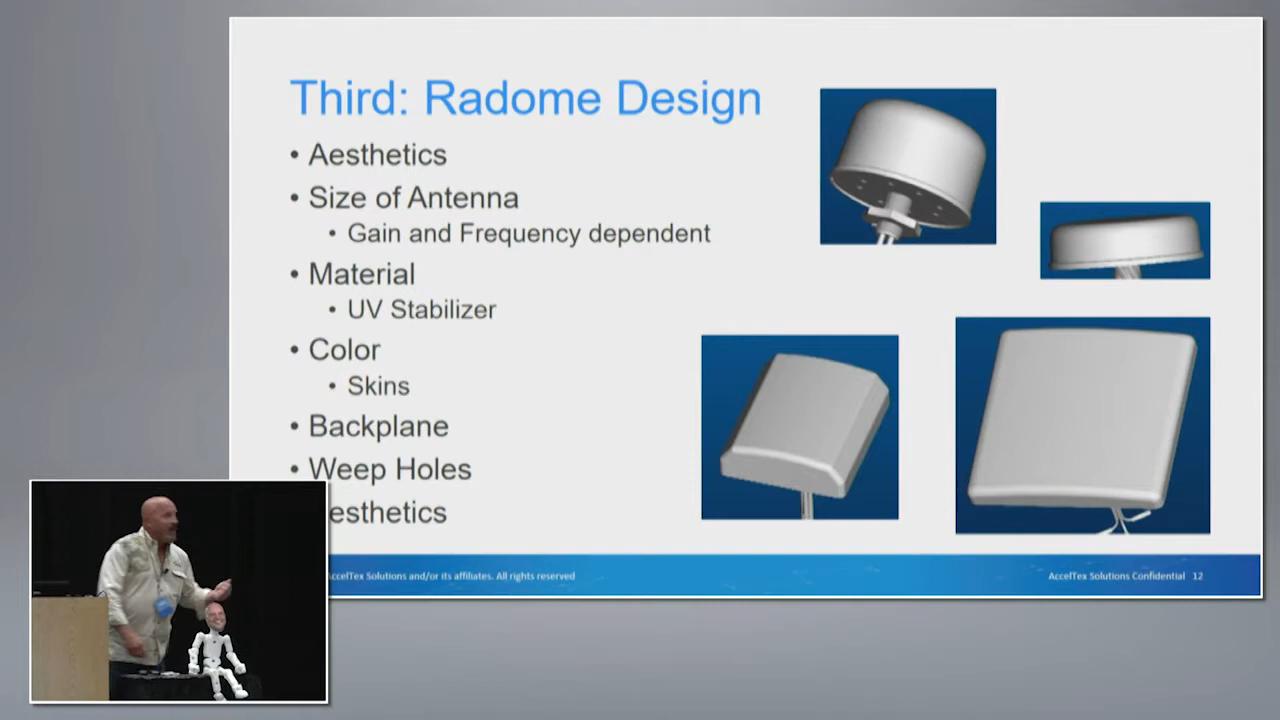 Third: Radome Design
• Aesthetics
• Size of Antenna
• Gain and Frequency dependent
• Material
• UV Stabilizer
• Color
• Skins
• Backplane
• Weep Holes
esthetics
AccelTex Solutions and/or its affiliates. All rights reserved
AccelTex Solutions Confidential 12